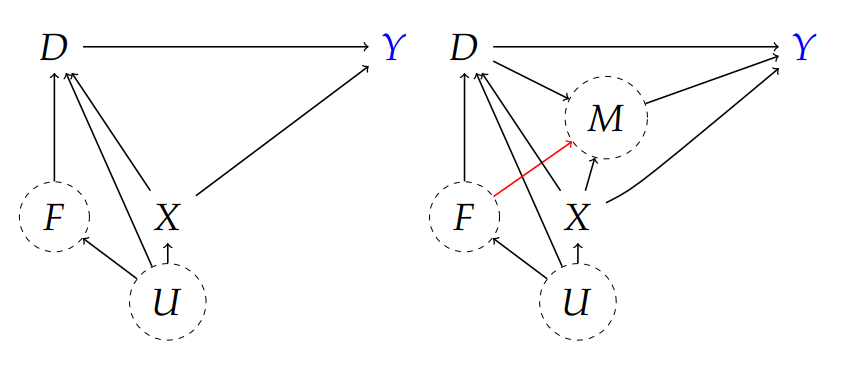 D Y D Y
M
F X F X
U U